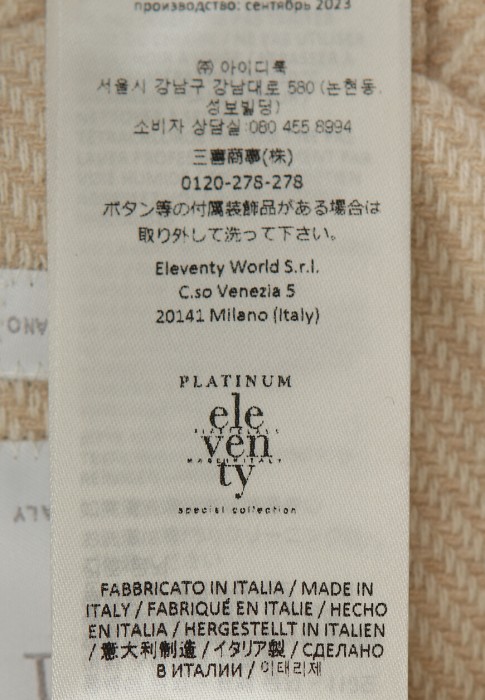 производство: сентябрь 2023
㈜ 아이디룩
서울시 강남구 강남대로 580 (논현동,
성보빌딩)
소비자 상담실:080 455 8994
三喜商事(株)
0120-278-278
ボタン等の付属装飾品がある場合は
取り外して洗って下さい。
Eleventy World S.r.l.
C.so Venezia 5
20141 Milano (Italy)
PLATINUM
ele
ven
ty
special collection
FABBRICATO IN ITALIA / MADE IN
ITALY / FABRIQUÉ EN ITALIE / HECHO
EN ITALIA / HERGESTELLT IN ITALIEN
/ 意大利制造 / イタリア製 / СДЕЛАНО
В ИТАЛИИ / 이태리제